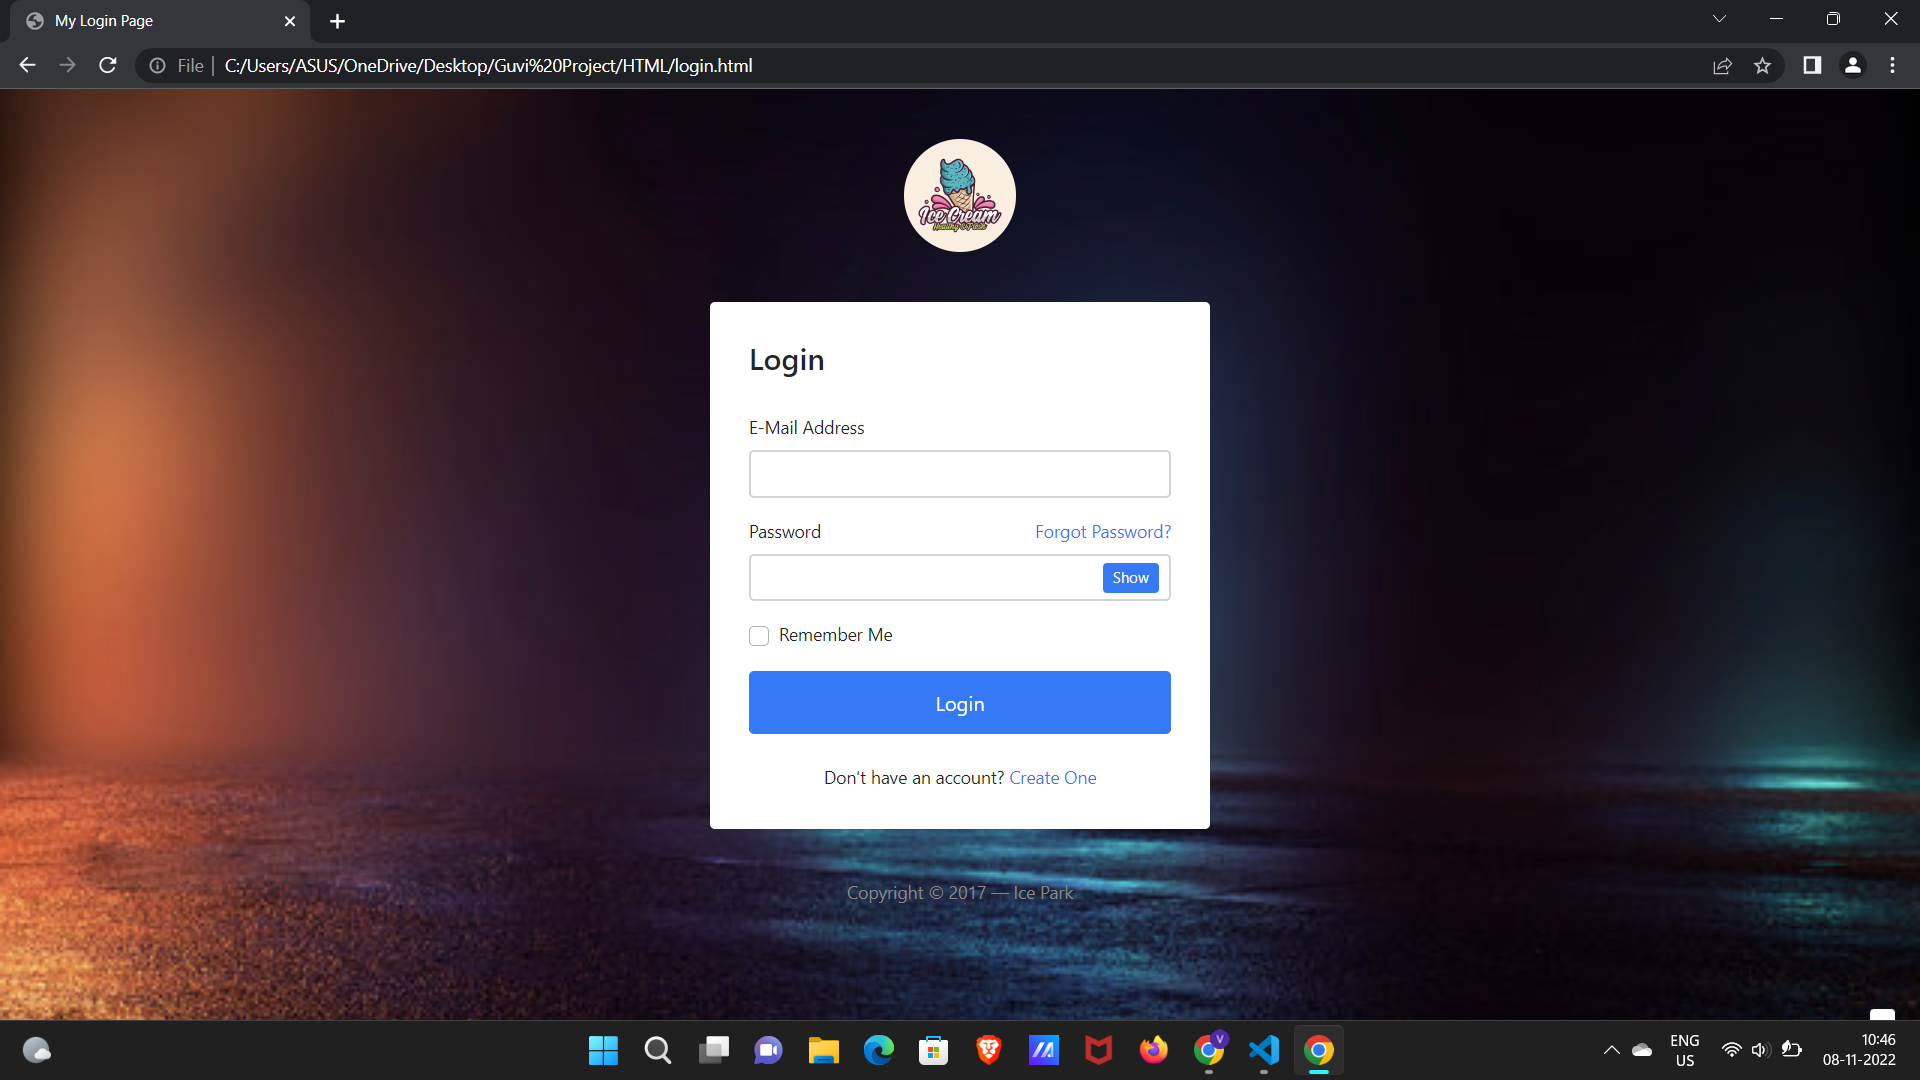 My Login Page
File
C:/Users/ASUS/OneDrive/Desktop/Guvi%20Project/HTML/login.html
Ice Cream
Login
E-Mail Address
Password
Forgot Password?
Show
Remember Me
Login
Don't have an account? Create One
Copyright © 2017 — Ice Park
V
ENG
US
10:46
08-11-2022